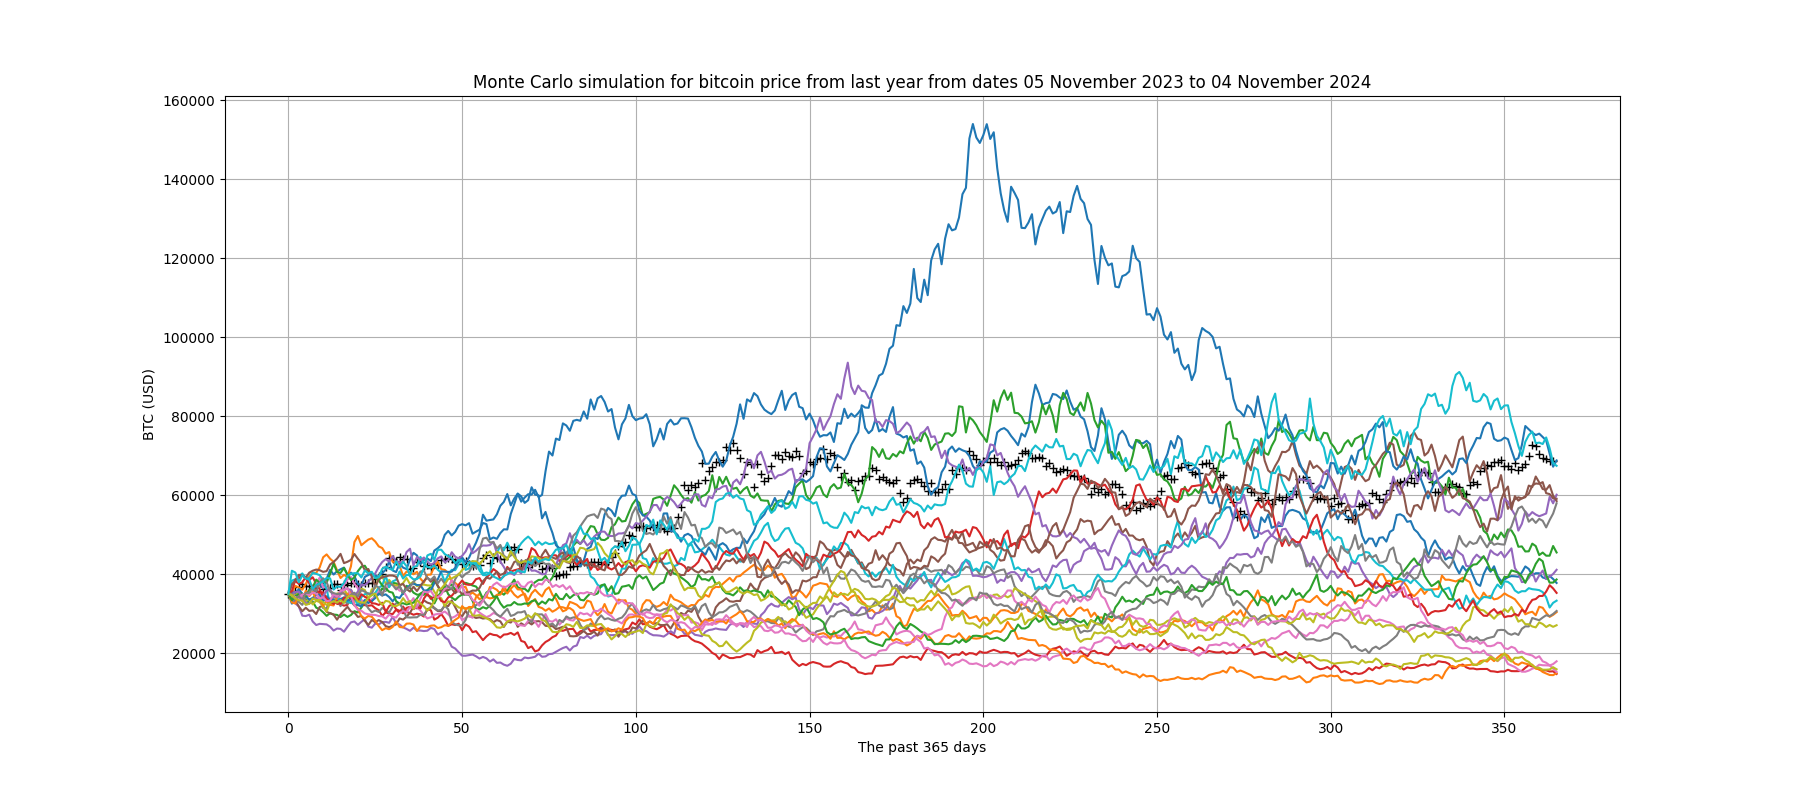 Monte Carlo simulation for bitcoin price from last year from dates 05 November 2023 to 04 November 2024
160000
140000
120000
100000
80000
60000
40000
20000
BTC (USD)
0 50 100 150 200 250 300 350
The past 365 days